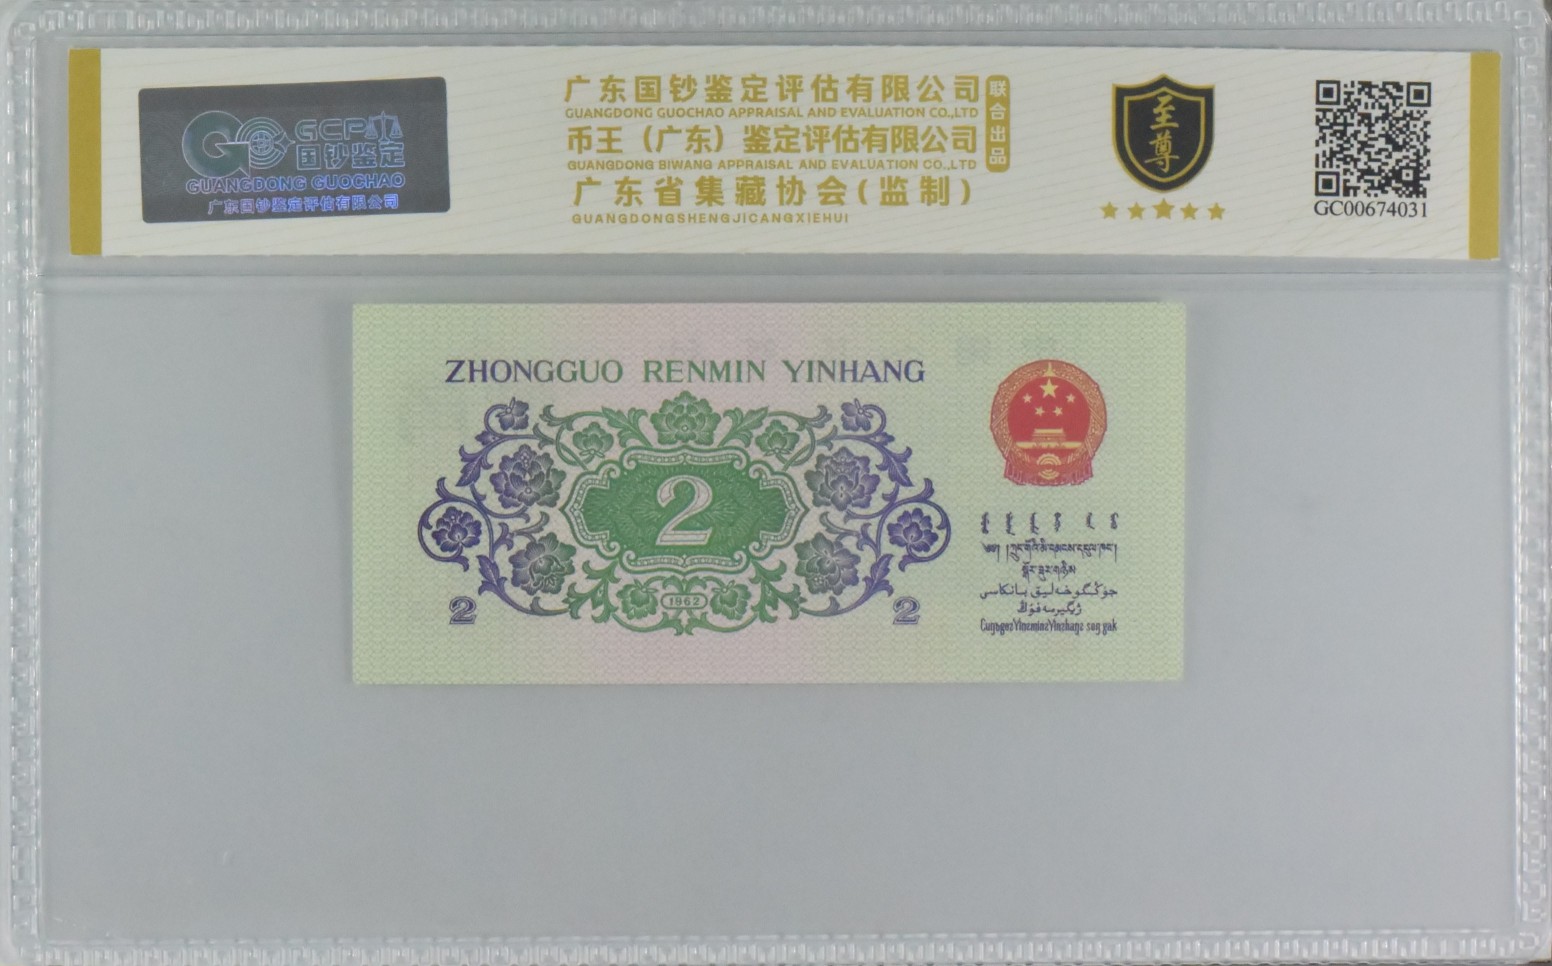 GCP
国钞鉴定
GUANGDONG GUOCHAO
广东国钞鉴定评估有限公司
广东国钞鉴定评估有限公司
GUANGDONG GUOCHAO APPRAISAL AND EVALUATION CO.,LTD
币王（广东）鉴定评估有限公司
GUANGDONG BIWANG APPRAISAL AND EVALUATION CO.,LTD
广东省集藏协会(监制)
GUANGDONGSHENGJICANGXIEHUI
联合出品
至尊
GC00674031
ZHONGGUO RENMIN YINHANG
2
1962
2
2
جۇڭگو خەلىق بانكاسى